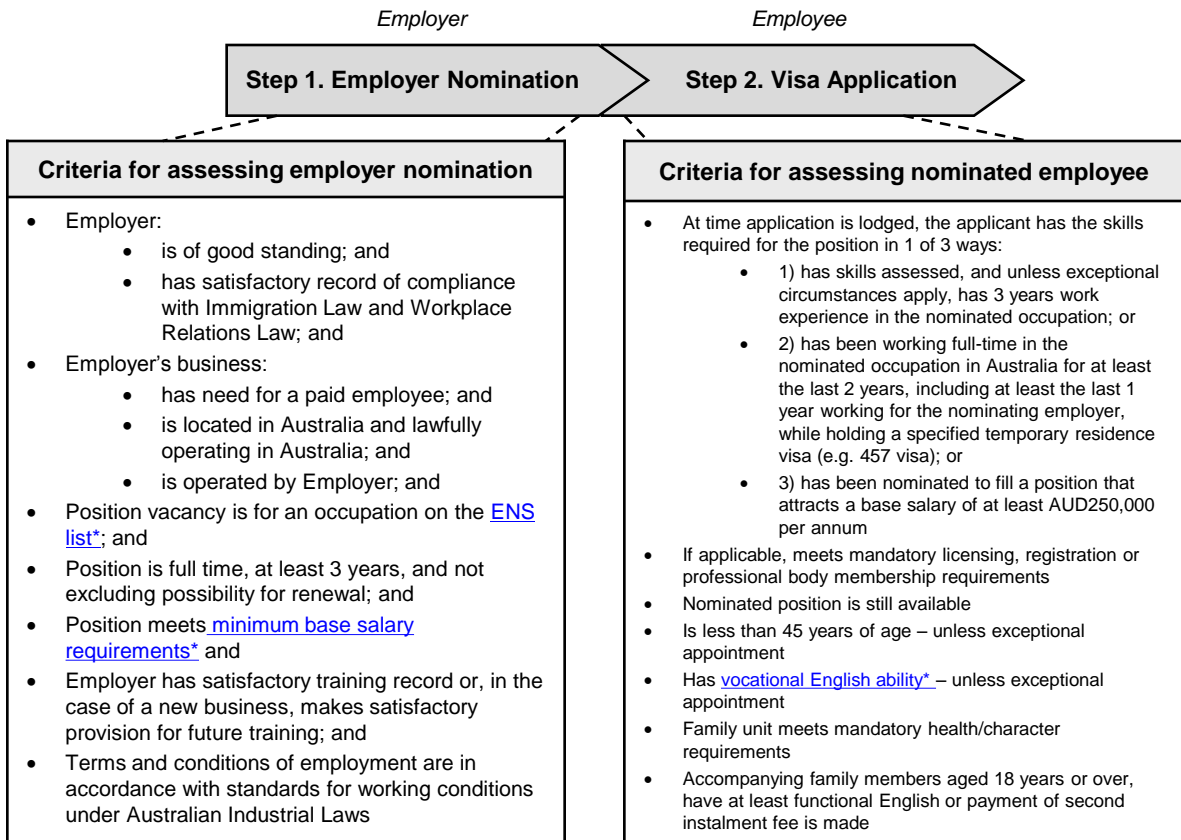 Employer
Employee
Step 1. Employer Nomination
Step 2. Visa Application
Criteria for assessing employer nomination
• Employer:
• is of good standing; and
• has satisfactory record of compliance
with Immigration Law and Workplace
Relations Law; and
• Employer’s business:
• has need for a paid employee; and
• is located in Australia and lawfully
operating in Australia; and
• is operated by Employer; and
• Position vacancy is for an occupation on the ENS
list*; and
• Position is full time, at least 3 years, and not
excluding possibility for renewal; and
• Position meets minimum base salary
requirements* and
• Employer has satisfactory training record or, in the
case of a new business, makes satisfactory
provision for future training; and
• Terms and conditions of employment are in
accordance with standards for working conditions
under Australian Industrial Laws
Criteria for assessing nominated employee
• At time application is lodged, the applicant has the skills
required for the position in 1 of 3 ways:
• 1) has skills assessed, and unless exceptional
circumstances apply, has 3 years work
experience in the nominated occupation; or
• 2) has been working full-time in the
nominated occupation in Australia for at least
the last 2 years, including at least the last 1
year working for the nominating employer,
while holding a specified temporary residence
visa (e.g. 457 visa); or
• 3) has been nominated to fill a position that
attracts a base salary of at least AUD250,000
per annum
• If applicable, meets mandatory licensing, registration or
professional body membership requirements
• Nominated position is still available
• Is less than 45 years of age – unless exceptional
appointment
• Has vocational English ability* – unless exceptional
appointment
• Family unit meets mandatory health/character
requirements
• Accompanying family members aged 18 years or over,
have at least functional English or payment of second
instalment fee is made